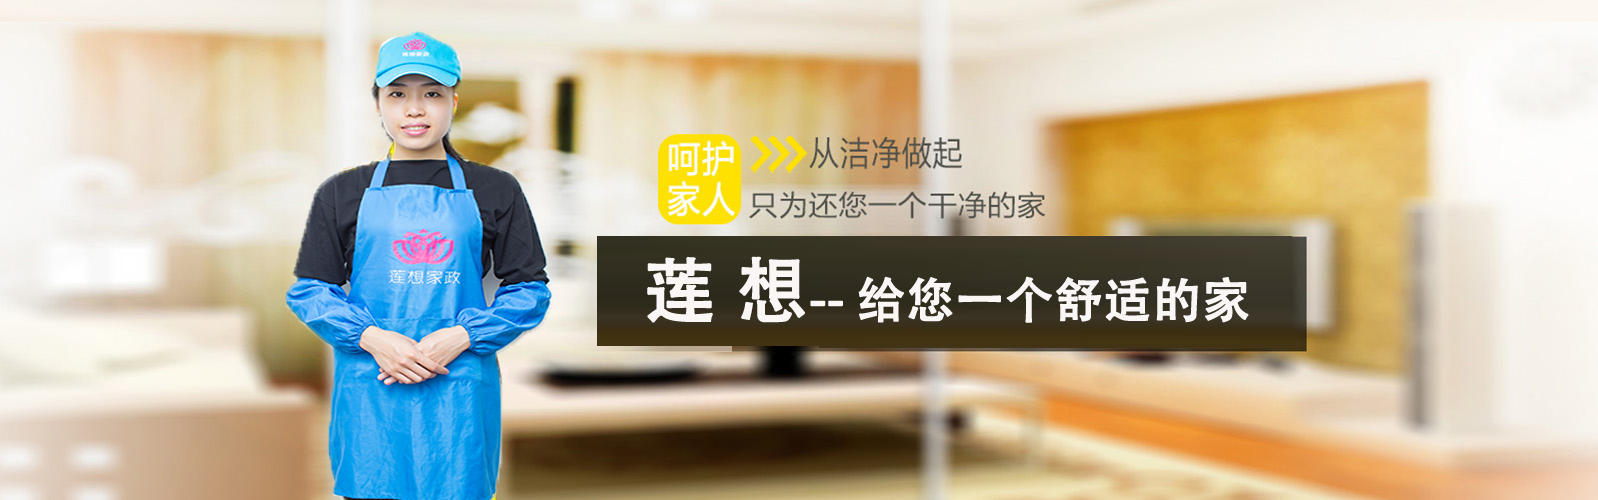 莲想家政
莲想家政
呵护
家人
从洁净做起
只为还您一个干净的家
莲 想-- 给您一个舒适的家